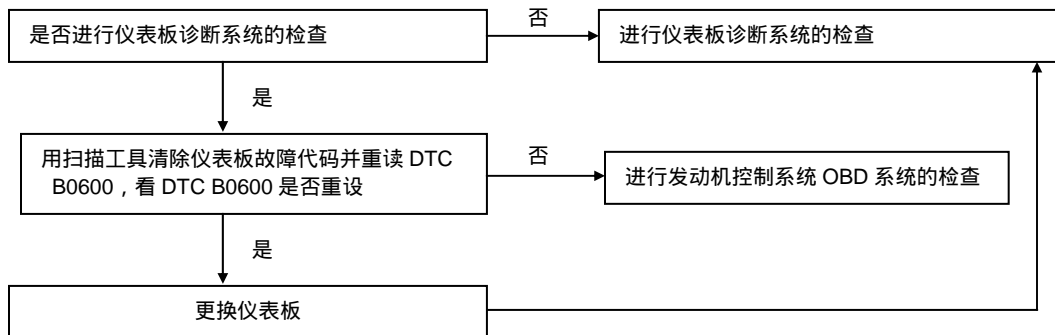 是否进行仪表板诊断系统的检查
否
进行仪表板诊断系统的检查
是
用扫描工具清除仪表板故障代码并重读 DTC
B0600，看 DTC B0600 是否重设
否
进行发动机控制系统 OBD 系统的检查
是
更换仪表板